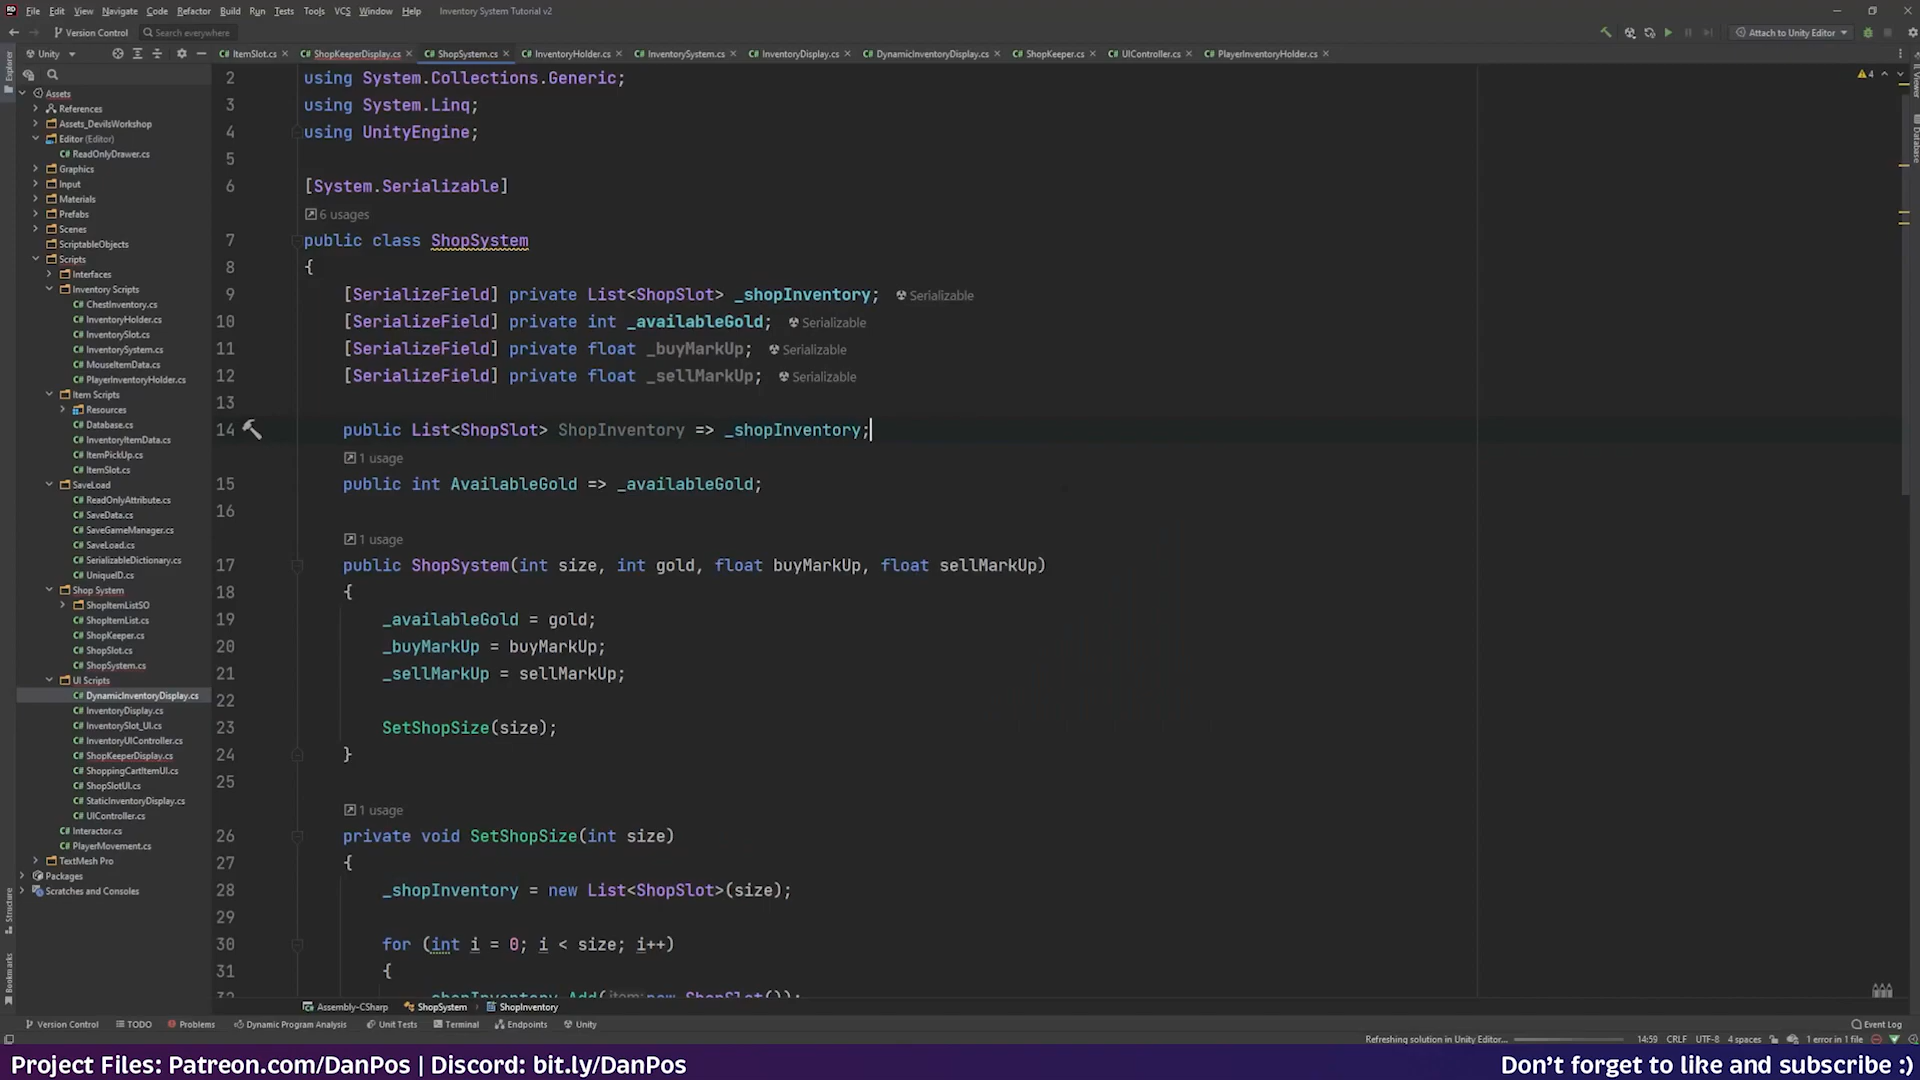 File Edit View Navigate Code Refactor Build Run Tests Tools VCS Window Help Inventory System Tutorial v2
Version Control Search everywhere Attach to Unity Editor
Explorer
Unity
ItemSlot.cs ShopKeeperDisplay.cs ShopSystem.cs InventoryHolder.cs InventorySystem.cs InventoryDisplay.cs DynamicInventoryDisplay.cs ShopKeeper.cs UIController.cs PlayerInventoryHolder.cs
Assets
References
Assets_DevilsWorkshop
Editor (Editor)
ReadOnlyDrawer.cs
Graphics
Input
Materials
Prefabs
Scenes
ScriptableObjects
Scripts
Interfaces
Inventory Scripts
ChestInventory.cs
InventoryHolder.cs
InventorySlot.cs
InventorySystem.cs
MouseItemData.cs
PlayerInventoryHolder.cs
Item Scripts
Resources
Database.cs
InventoryItemData.cs
ItemPickUp.cs
ItemSlot.cs
SaveLoad
ReadOnlyAttribute.cs
SaveData.cs
SaveGameManager.cs
SaveLoad.cs
SerializableDictionary.cs
UniqueID.cs
Shop System
ShopItemListSO
ShopItemList.cs
ShopKeeper.cs
ShopSlot.cs
ShopSystem.cs
UI Scripts
DynamicInventoryDisplay.cs
InventoryDisplay.cs
InventorySlot_UI.cs
InventoryUIController.cs
ShopKeeperDisplay.cs
ShoppingCartItemUI.cs
ShopSlotUI.cs
StaticInventoryDisplay.cs
UIController.cs
Interactor.cs
PlayerMovement.cs
TextMesh Pro
Packages
Scratches and Consoles
Structure
Bookmarks
2 using System.Collections.Generic;
3 using System.Linq;
4 using UnityEngine;
5
6 [System.Serializable]
6 usages
7 public class ShopSystem
8 {
9 [SerializeField] private List<ShopSlot> _shopInventory; Serializable
10 [SerializeField] private int _availableGold; Serializable
11 [SerializeField] private float _buyMarkUp; Serializable
12 [SerializeField] private float _sellMarkUp; Serializable
13
14 public List<ShopSlot> ShopInventory => _shopInventory;
1 usage
15 public int AvailableGold => _availableGold;
16
1 usage
17 public ShopSystem(int size, int gold, float buyMarkUp, float sellMarkUp)
18 {
19 _availableGold = gold;
20 _buyMarkUp = buyMarkUp;
21 _sellMarkUp = sellMarkUp;
22
23 SetShopSize(size);
24 }
25
1 usage
26 private void SetShopSize(int size)
27 {
28 _shopInventory = new List<ShopSlot>(size);
29
30 for (int i = 0; i < size; i++)
31 {
32 _shopInventory.Add(item: new ShopSlot());
4
IL Viewer
Database
Assembly-CSharp ShopSystem ShopInventory
Version Control TODO Problems Dynamic Program Analysis Unit Tests Terminal Endpoints Unity Event Log
Refreshing solution in Unity Editor... 14:59 CRLF UTF-8 4 spaces 1 error in 1 file
Project Files: Patreon.com/DanPos | Discord: bit.ly/DanPos Don't forget to like and subscribe :)